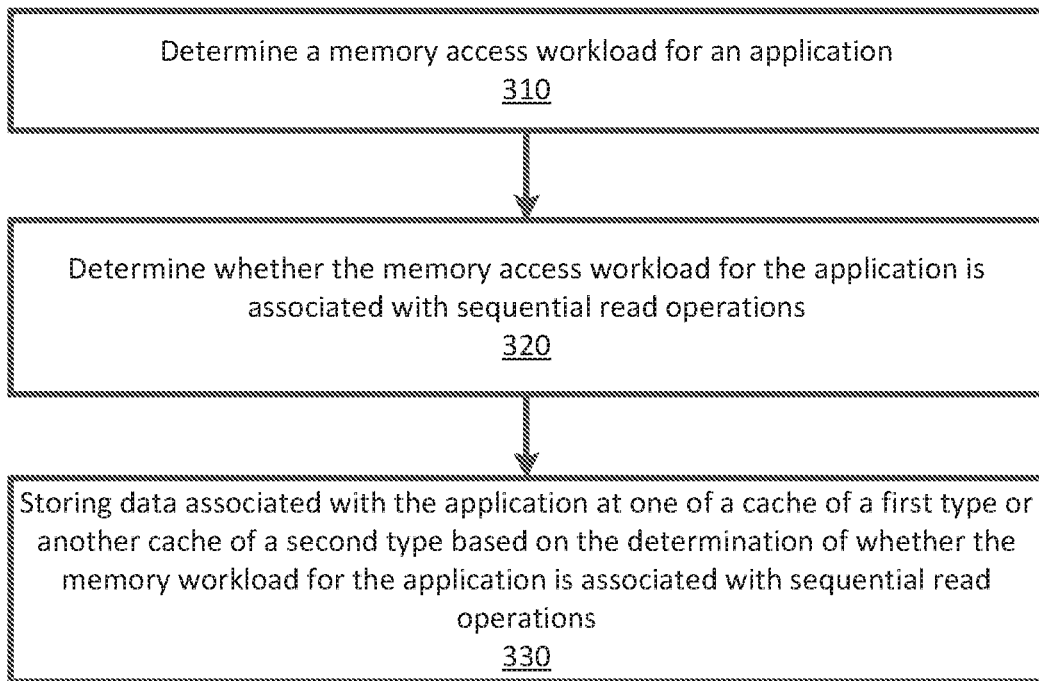 Determine a memory access workload for an application
310
Determine whether the memory access workload for the application is
associated with sequential read operations
320
Storing data associated with the application at one of a cache of a first type or
another cache of a second type based on the determination of whether the
memory workload for the application is associated with sequential read
operations
330